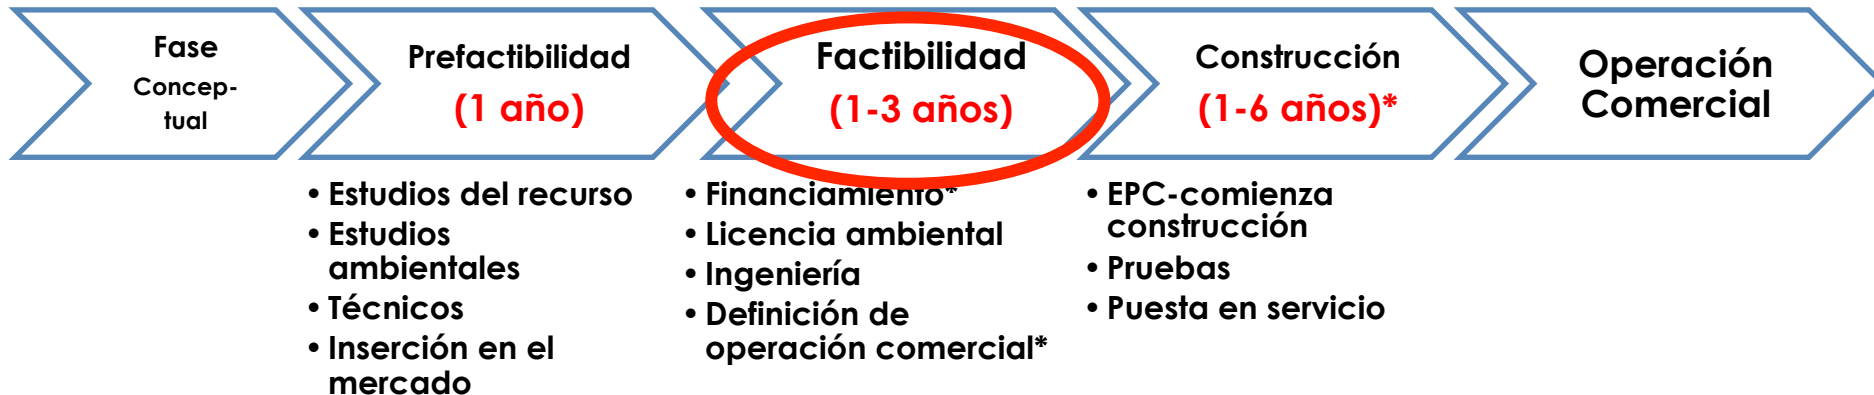 Fase
Concep-
tual
Prefactibilidad
(1 año)
Factibilidad
(1-3 años)
Construcción
(1-6 años)*
Operación
Comercial
• Estudios del recurso
• Estudios
ambientales
• Técnicos
• Inserción en el
mercado
• Financiamiento*
• Licencia ambiental
• Ingeniería
• Definición de
operación comercial*
• EPC-comienza
construcción
• Pruebas
• Puesta en servicio